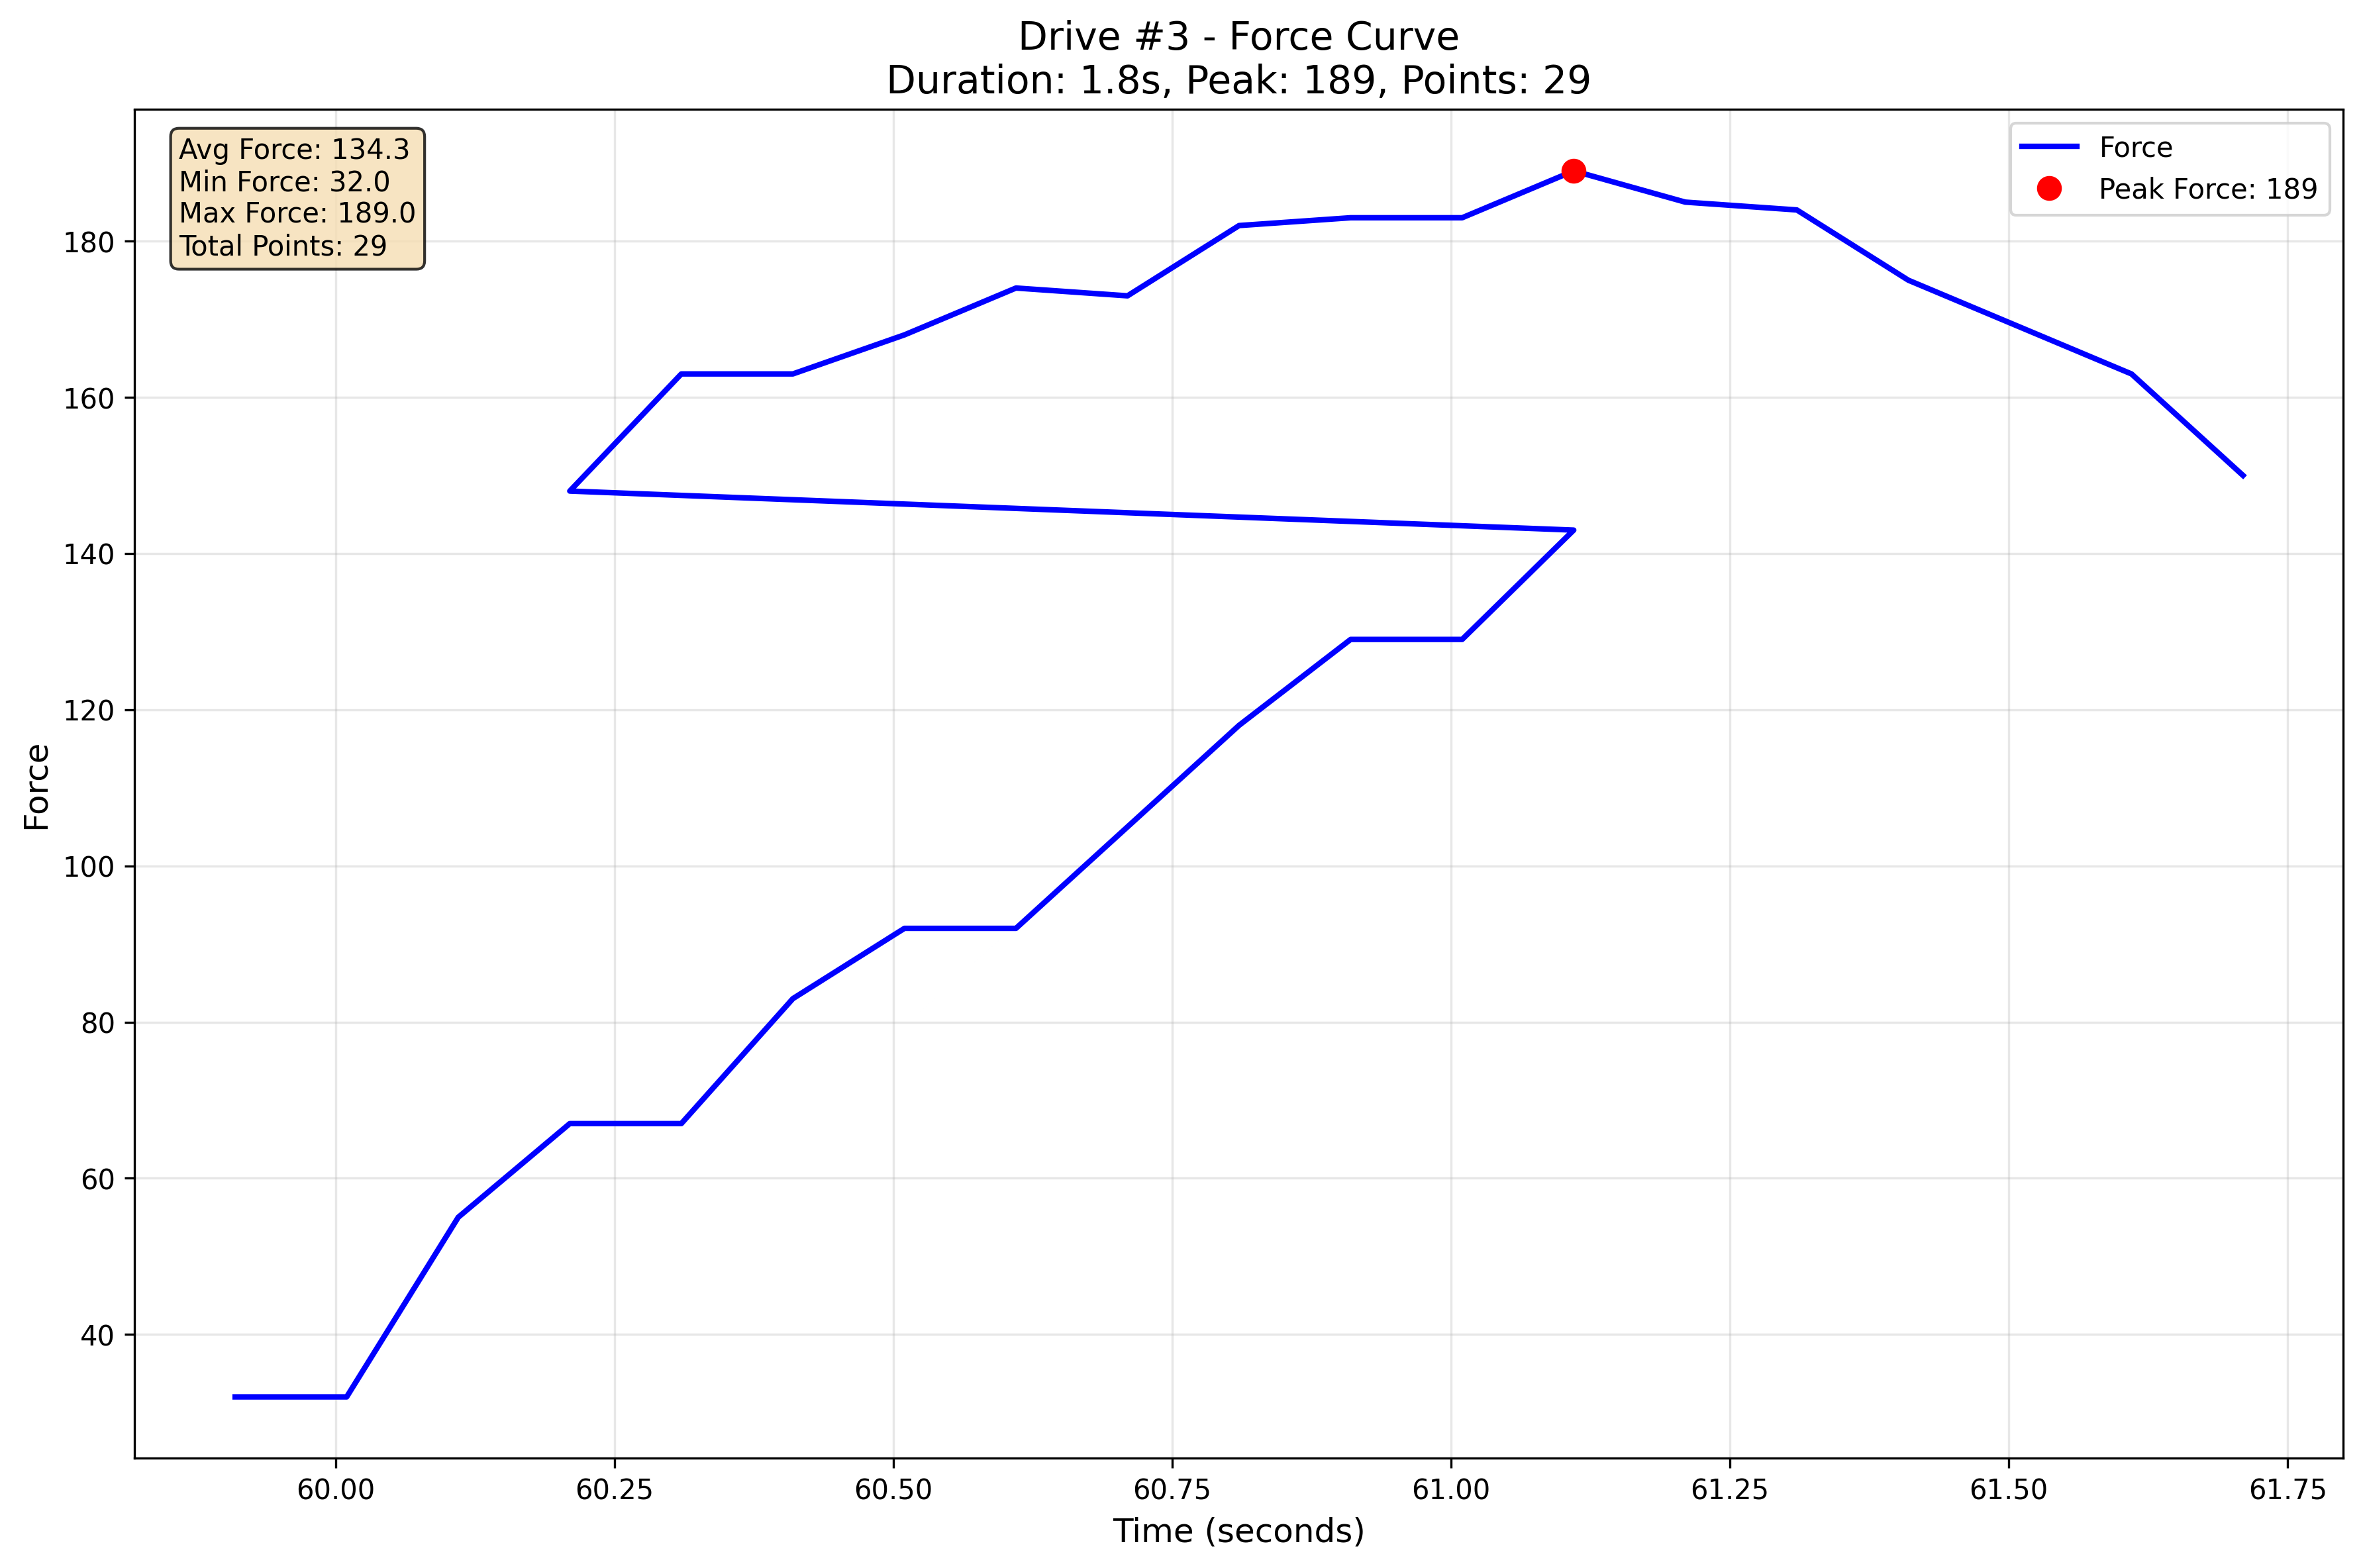 Drive #3 - Force Curve
Duration: 1.8s, Peak: 189, Points: 29
Avg Force: 134.3
Min Force: 32.0
Max Force: 189.0
Total Points: 29
Force
Peak Force: 189
180
160
140
120
100
80
60
40
Force
60.00
60.25
60.50
60.75
61.00
61.25
61.50
61.75
Time (seconds)